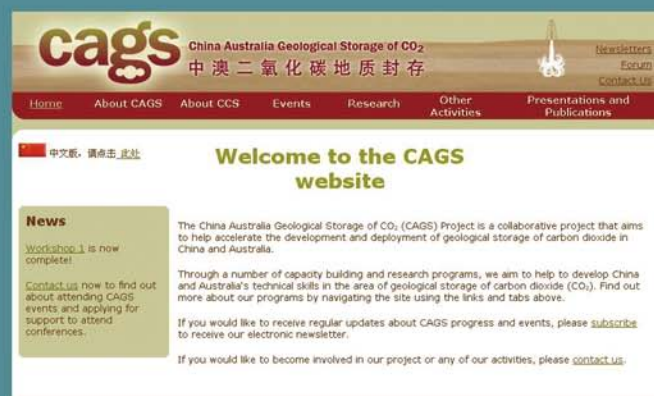 cags
China Australia Geological Storage of CO₂
中澳二氧化碳地质封存
Newsletters
Forum
Contact Us
Home
About CAGS
About CCS
Events
Research
Other
Activities
Presentations and
Publications
中文版，请点击 此处
Welcome to the CAGS
website
News
Workshop 1 is now
complete!
Contact us now to find out
about attending CAGS
events and applying for
support to attend
conferences.
The China Australia Geological Storage of CO₂ (CAGS) Project is a collaborative project that aims
to help accelerate the development and deployment of geological storage of carbon dioxide in
China and Australia.
Through a number of capacity building and research programs, we aim to help to develop China
and Australia's technical skills in the area of geological storage of carbon dioxide (CO₂). Find out
more about our programs by navigating the site using the links and tabs above.
If you would like to receive regular updates about CAGS progress and events, please subscribe
to receive our electronic newsletter.
If you would like to become involved in our project or any of our activities, please contact us.